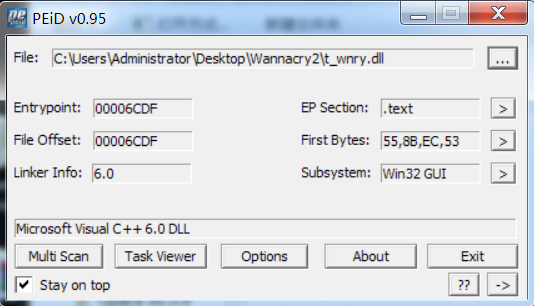 PEiD v0.95
File: C:\Users\Administrator\Desktop\Wannacry2\t_wnry.dll ...
Entrypoint: 00006CDF EP Section: .text >
File Offset: 00006CDF First Bytes: 55,8B,EC,53 >
Linker Info: 6.0 Subsystem: Win32 GUI >
Microsoft Visual C++ 6.0 DLL
Multi Scan Task Viewer Options About Exit
Stay on top ?? ->